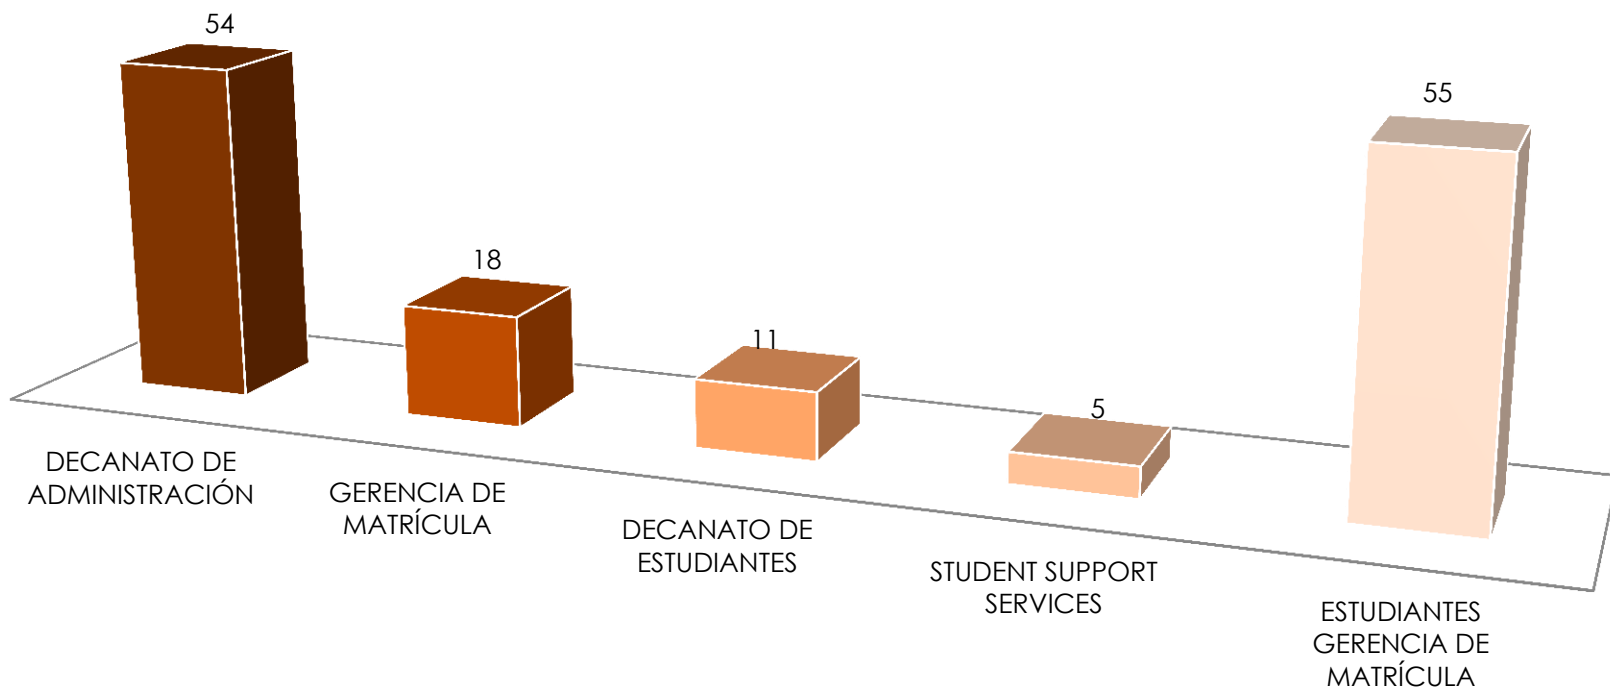 54
18
11
5
55
DECANATO DE
ADMINISTRACIÓN
GERENCIA DE
MATRÍCULA
DECANATO DE
ESTUDIANTES
STUDENT SUPPORT
SERVICES
ESTUDIANTES
GERENCIA DE
MATRÍCULA